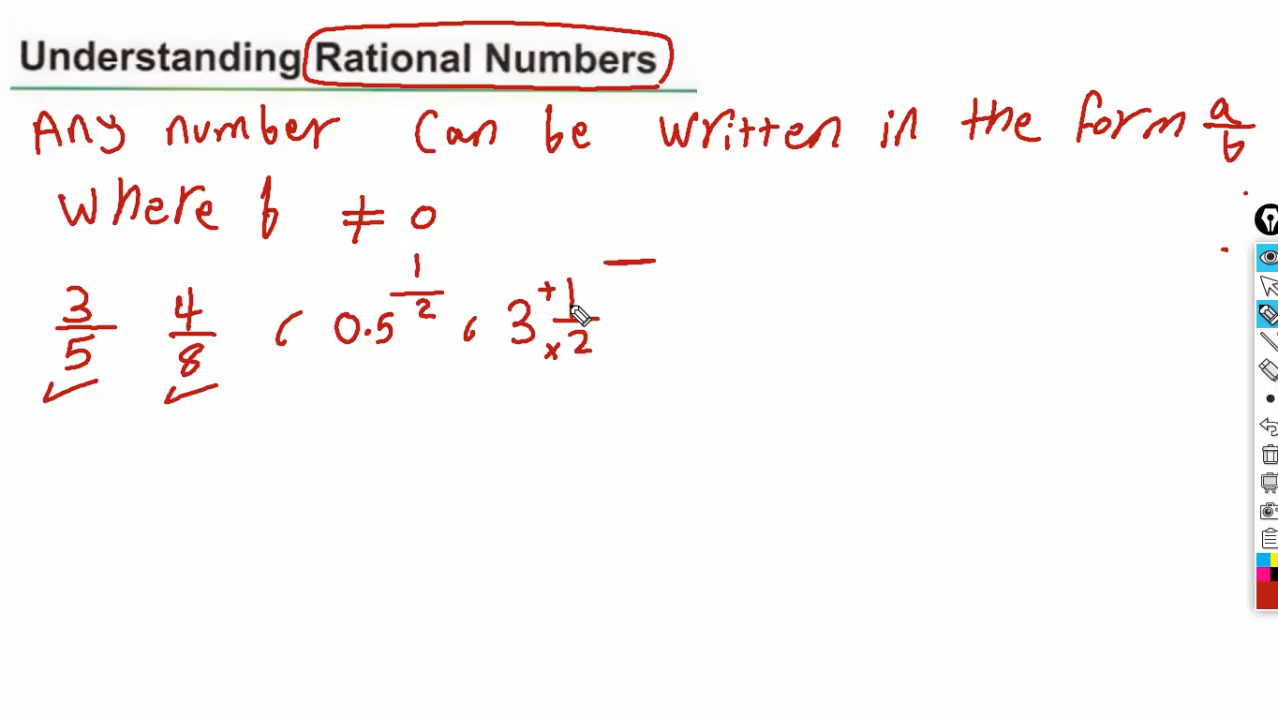 Understanding Rational Numbers
Any number can be written in the form a/b
where b ≠ 0
3/5 4/8 , 0.5 1/2 , 3 + 1/2 ×